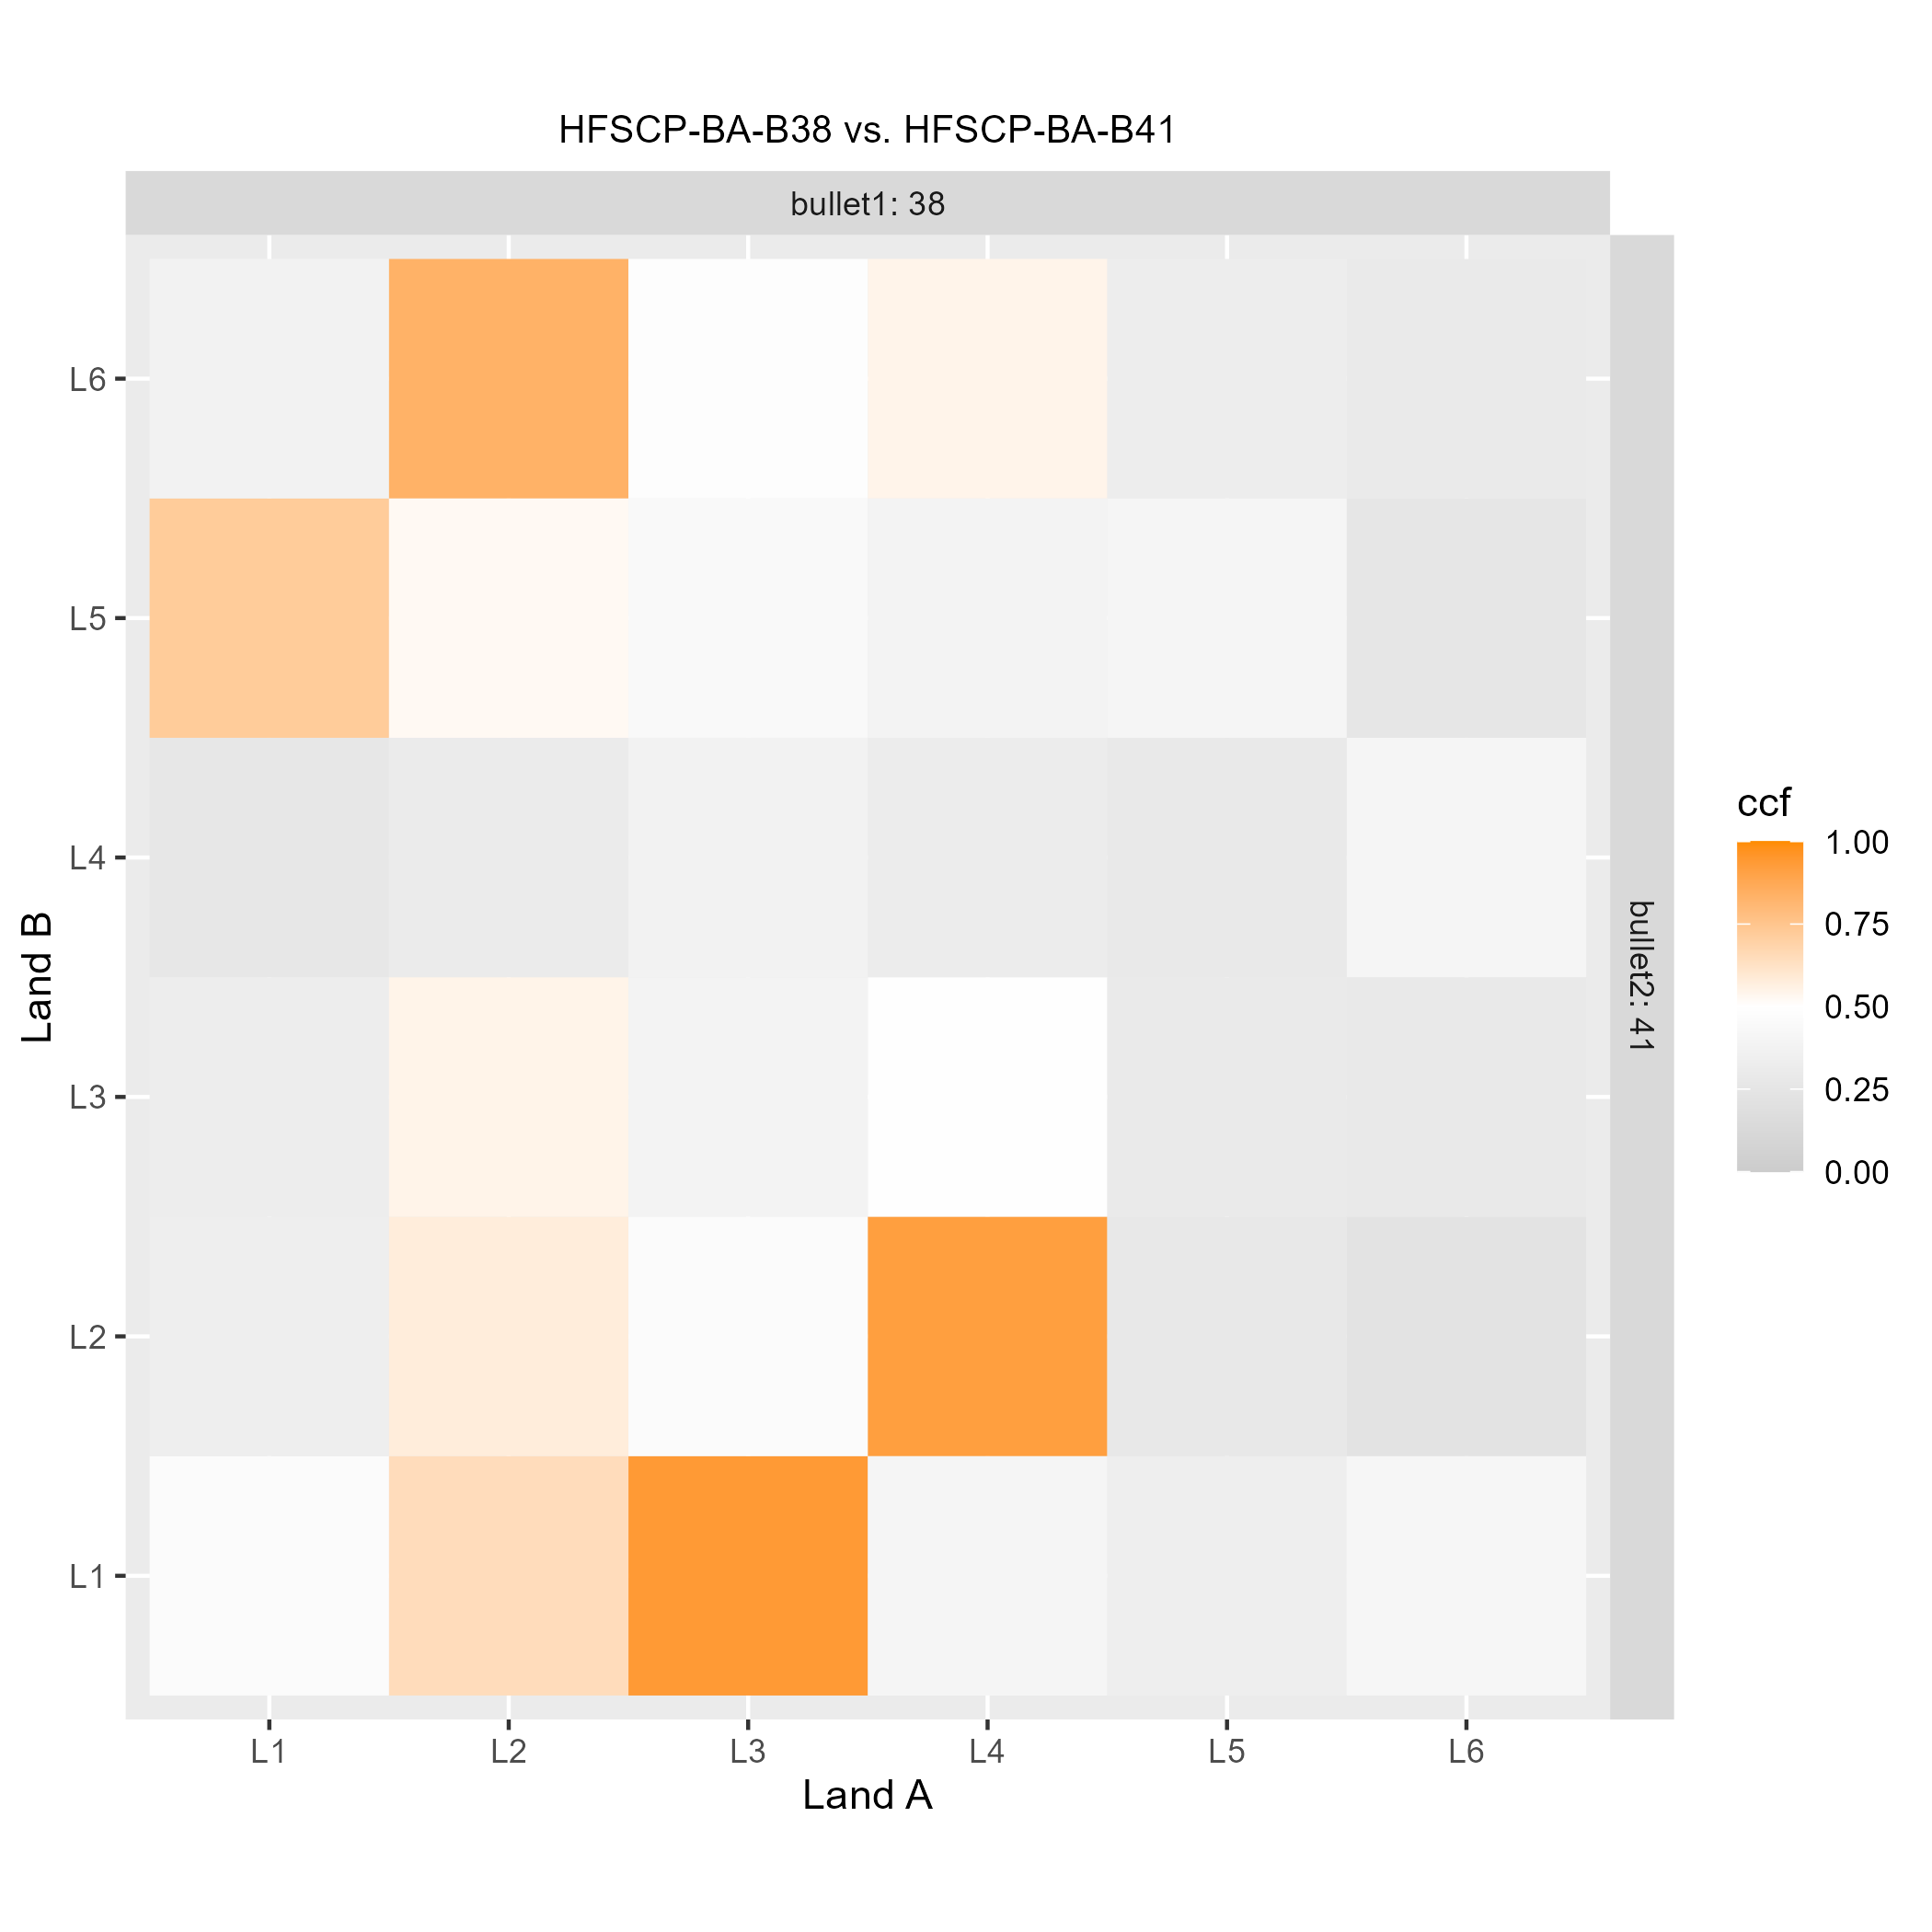 HFSCP-BA-B38 vs. HFSCP-BA-B41
bullet1: 38
L6
L5
L4
L3
L2
L1
Land B
bullet2: 41
L1 L2 L3 L4 L5 L6
Land A
ccf
1.00
0.75
0.50
0.25
0.00